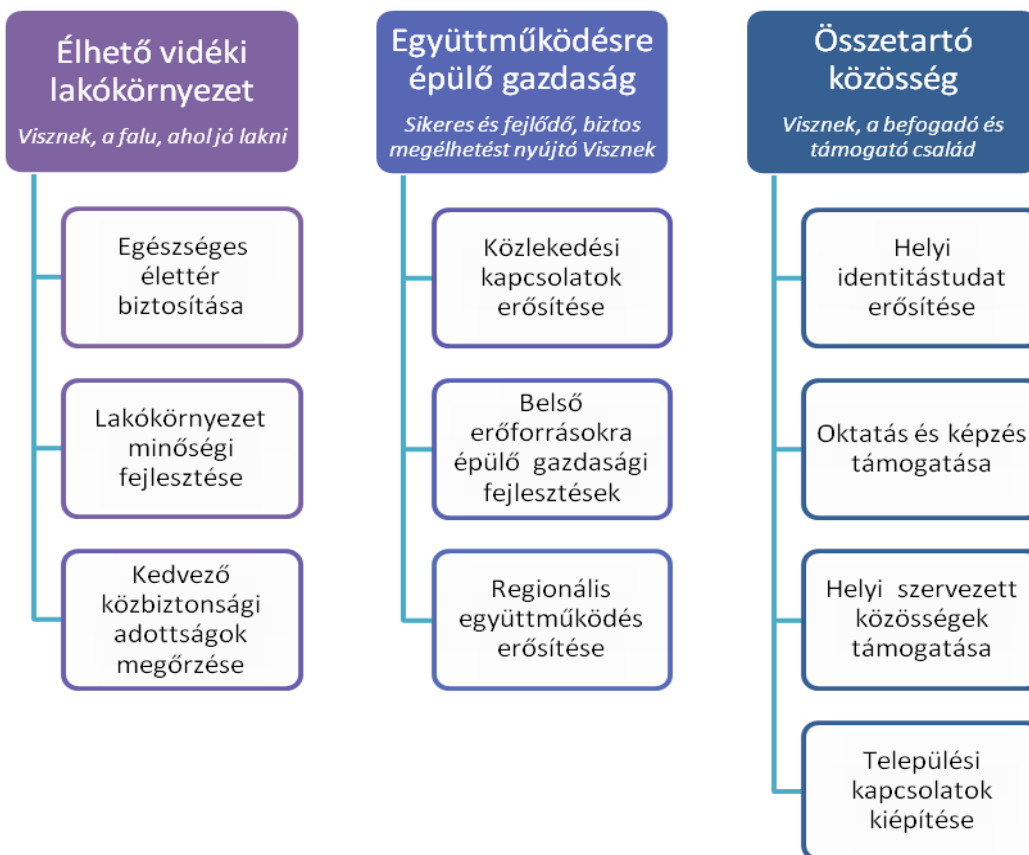 Élhető vidéki
lakókörnyezet
Visznek, a falu, ahol jó lakni
Egészséges
élettér
biztosítása
Lakókörnyezet
minőségi
fejlesztése
Kedvező
közbiztonsági
adottságok
megőrzése
Együttműködésre
épülő gazdaság
Sikeres és fejlődő, biztos
megélhetést nyújtó Visznek
Közlekedési
kapcsolatok
erősítése
Belső
erőforrásokra
épülő gazdasági
fejlesztések
Regionális
együttműködés
erősítése
Összetartó
közösség
Visznek, a befogadó és
támogató család
Helyi
identitástudat
erősítése
Oktatás és képzés
támogatása
Helyi szervezett
közösségek
támogatása
Települési
kapcsolatok
kiépítése